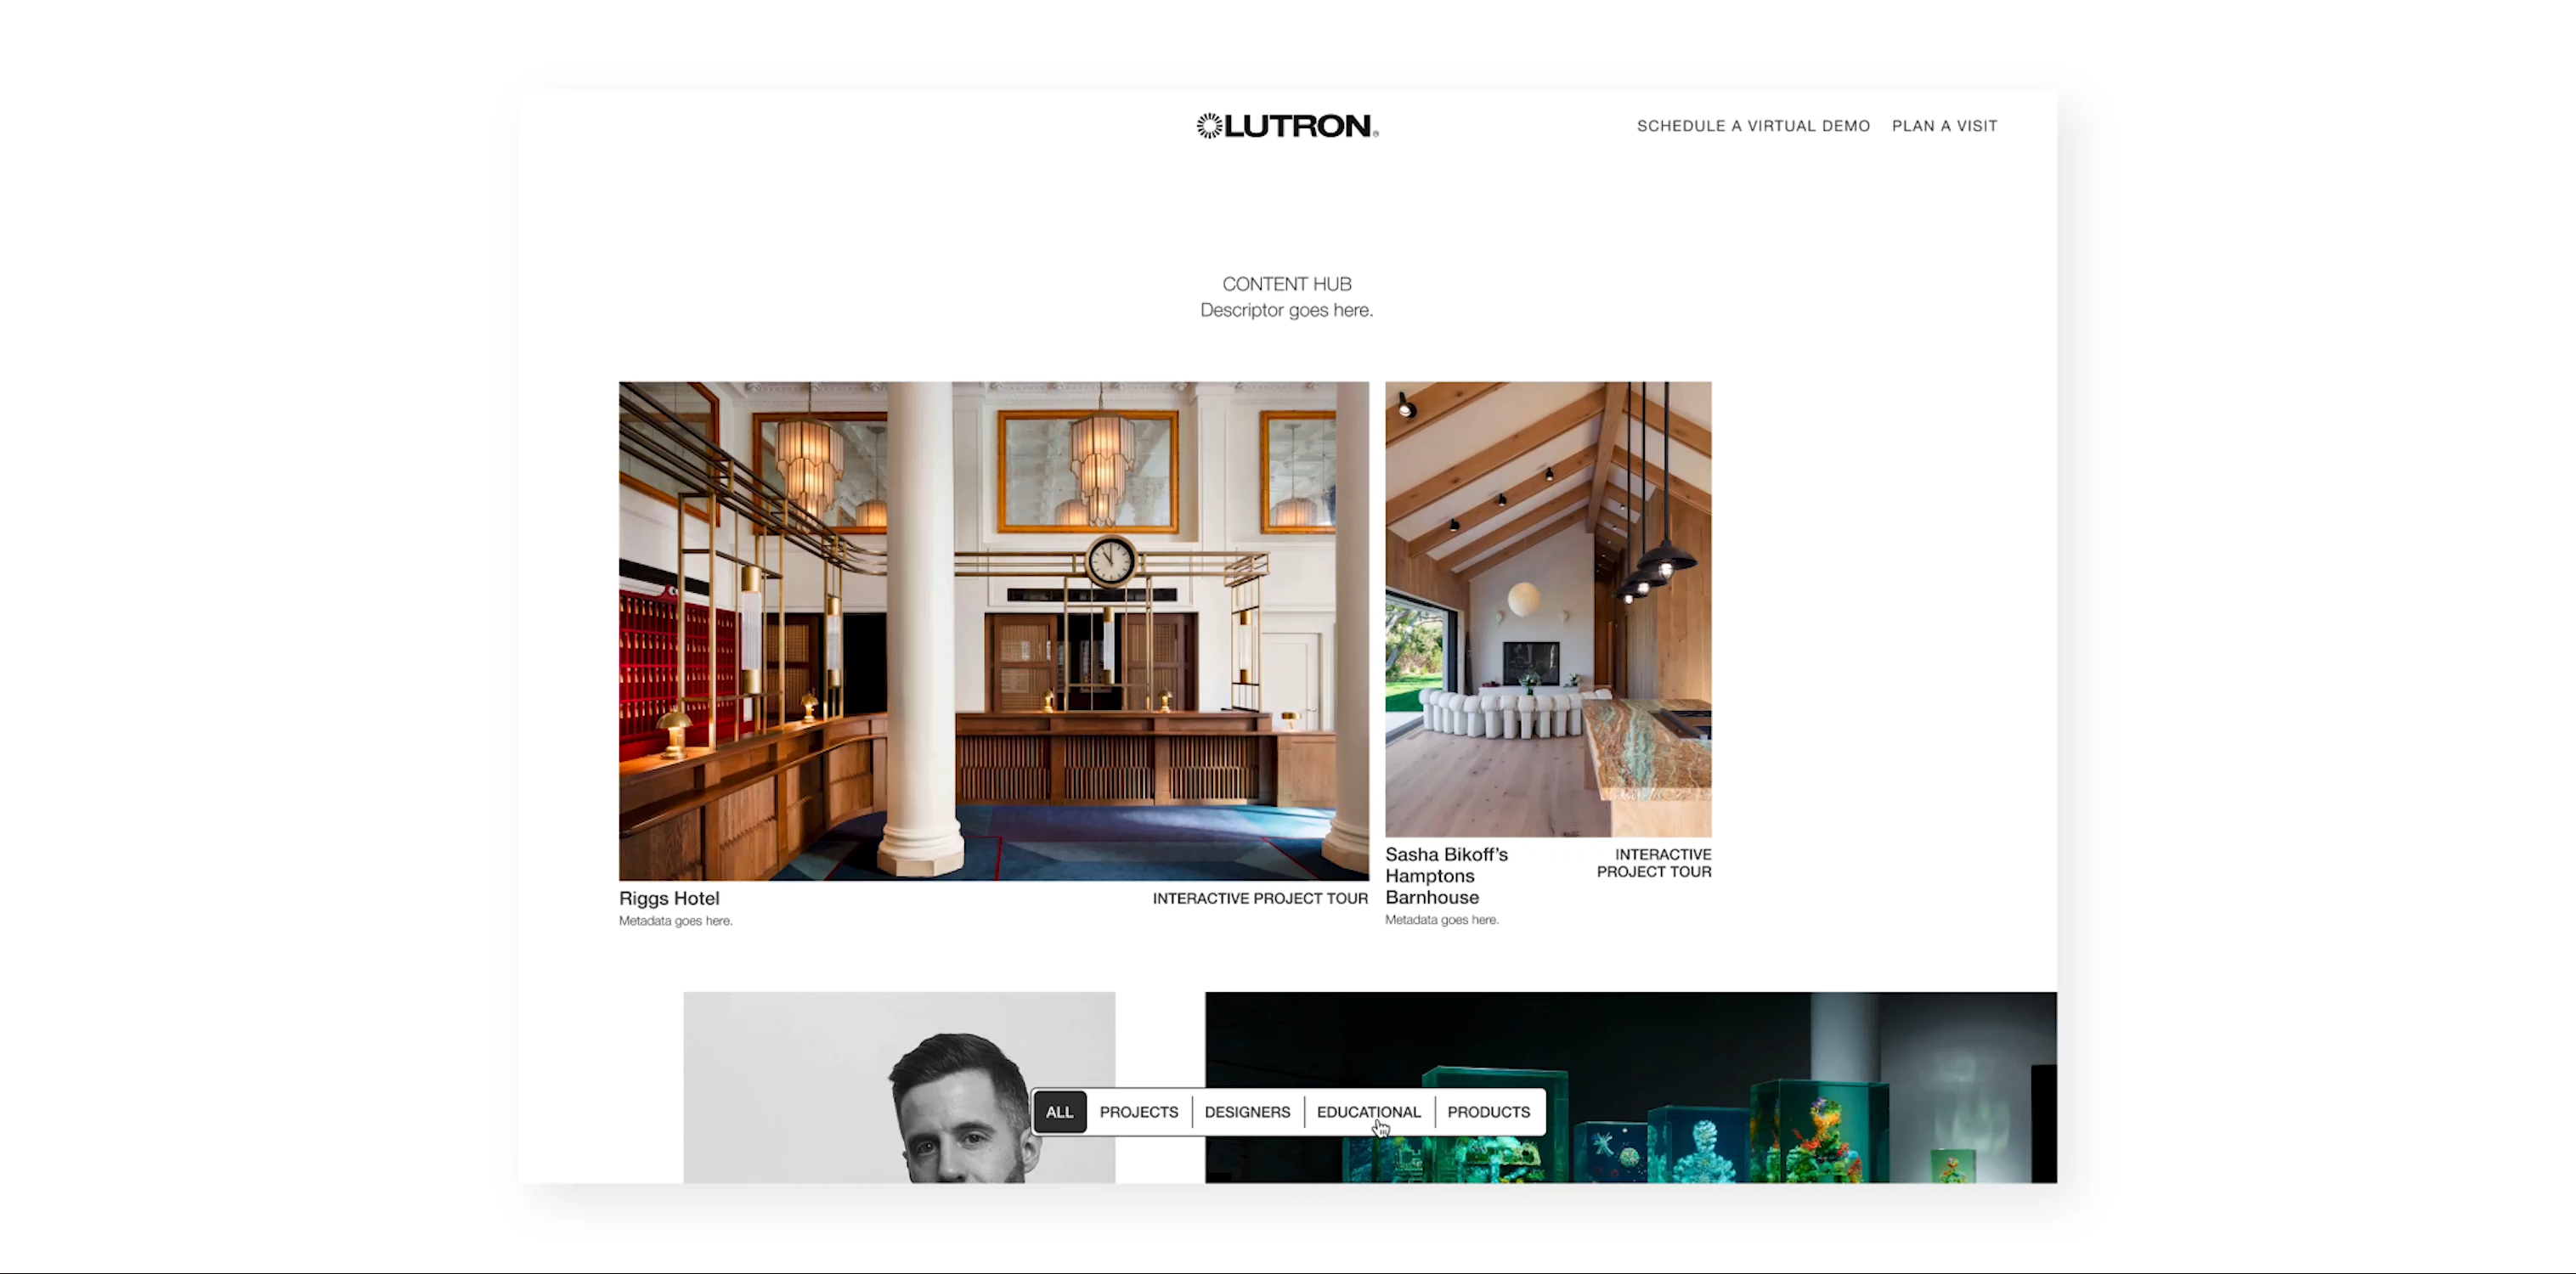 LUTRON
SCHEDULE A VIRTUAL DEMO
PLAN A VISIT
CONTENT HUB
Descriptor goes here.
Riggs Hotel
Metadata goes here.
INTERACTIVE PROJECT TOUR
Sasha Bikoff’s
Hamptons
Barnhouse
Metadata goes here.
INTERACTIVE
PROJECT TOUR
ALL
PROJECTS
DESIGNERS
EDUCATIONAL
PRODUCTS